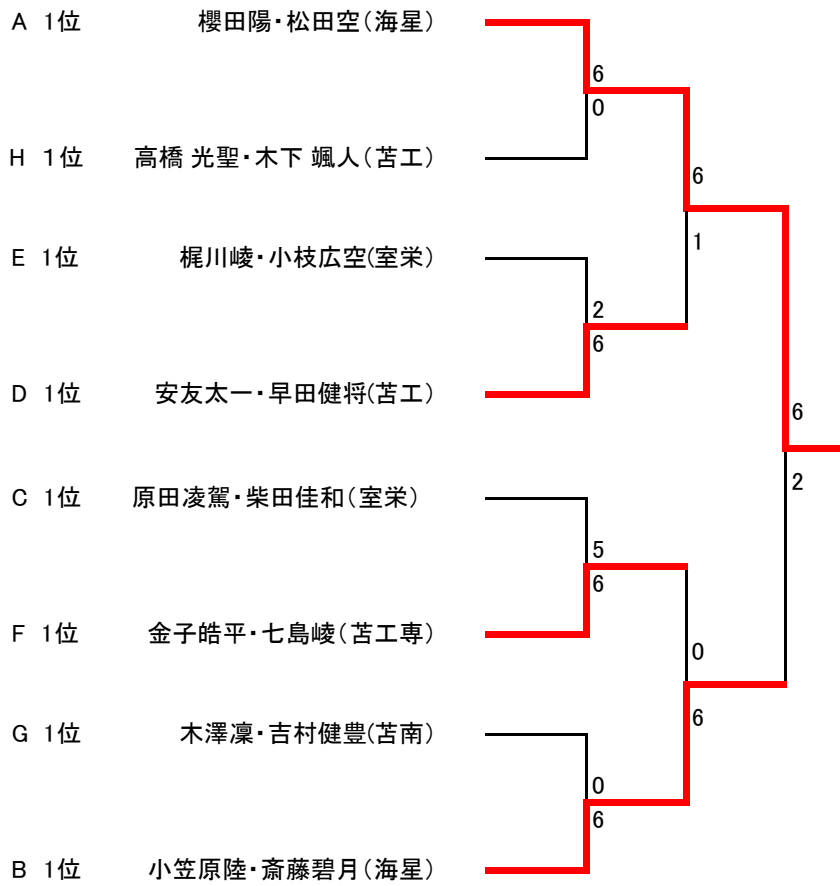 A 1位 櫻田陽・松田空(海星)
6
0
H 1位 高橋 光聖・木下 颯人(苫工)
6
1
E 1位 梶川崚・小枝広空(室栄)
2
6
D 1位 安友太一・早田健将(苫工)
6
2
C 1位 原田凌駕・柴田佳和(室栄)
5
6
F 1位 金子皓平・七島崚(苫工専)
0
6
G 1位 木澤凜・吉村健豊(苫南)
0
6
B 1位 小笠原陸・斎藤碧月(海星)